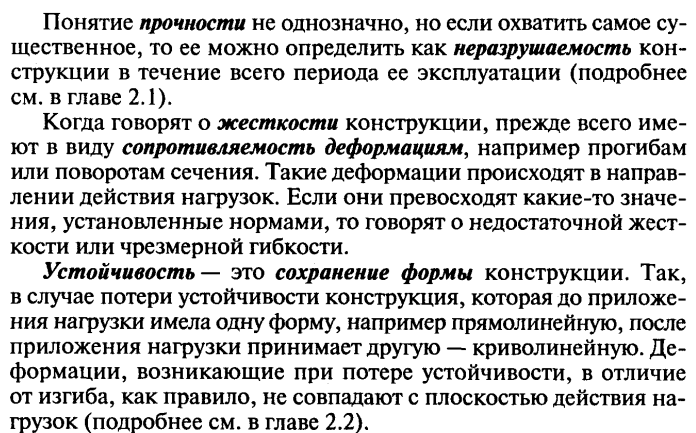 Понятие прочности не однозначно, но если охватить самое су-
щественное, то ее можно определить как неразрушаемость кон-
струкции в течение всего периода ее эксплуатации (подробнее
см. в главе 2.1).
Когда говорят о жесткости конструкции, прежде всего име-
ют в виду сопротивляемость деформациям, например прогибам
или поворотам сечения. Такие деформации происходят в направ-
лении действия нагрузок. Если они превосходят какие-то значе-
ния, установленные нормами, то говорят о недостаточной жест-
кости или чрезмерной гибкости.
Устойчивость — это сохранение формы конструкции. Так,
в случае потери устойчивости конструкция, которая до приложе-
ния нагрузки имела одну форму, например прямолинейную, после
приложения нагрузки принимает другую — криволинейную. Де-
формации, возникающие при потере устойчивости, в отличие
от изгиба, как правило, не совпадают с плоскостью действия на-
грузок (подробнее см. в главе 2.2).